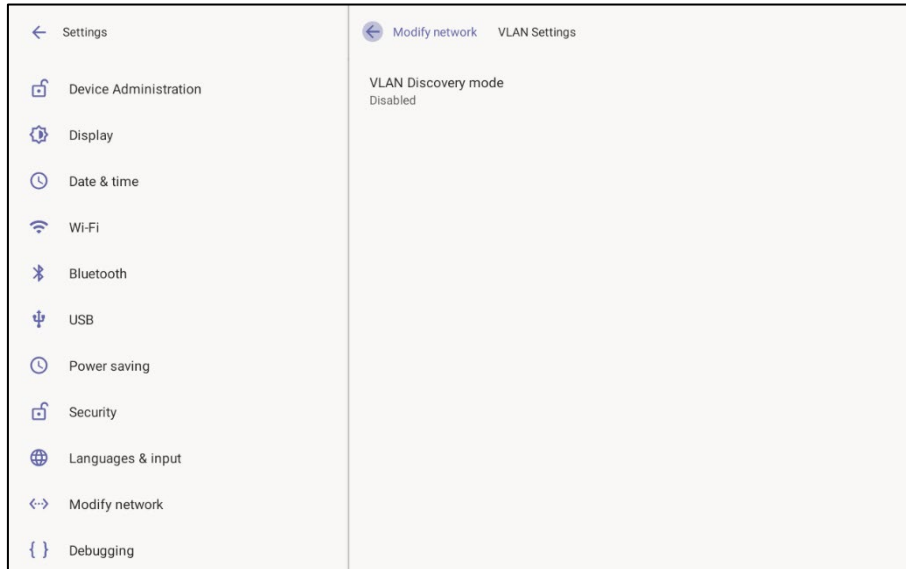 Settings
Device Administration
Display
Date & time
Wi-Fi
Bluetooth
USB
Power saving
Security
Languages & input
Modify network
Debugging
Modify network VLAN Settings
VLAN Discovery mode
Disabled